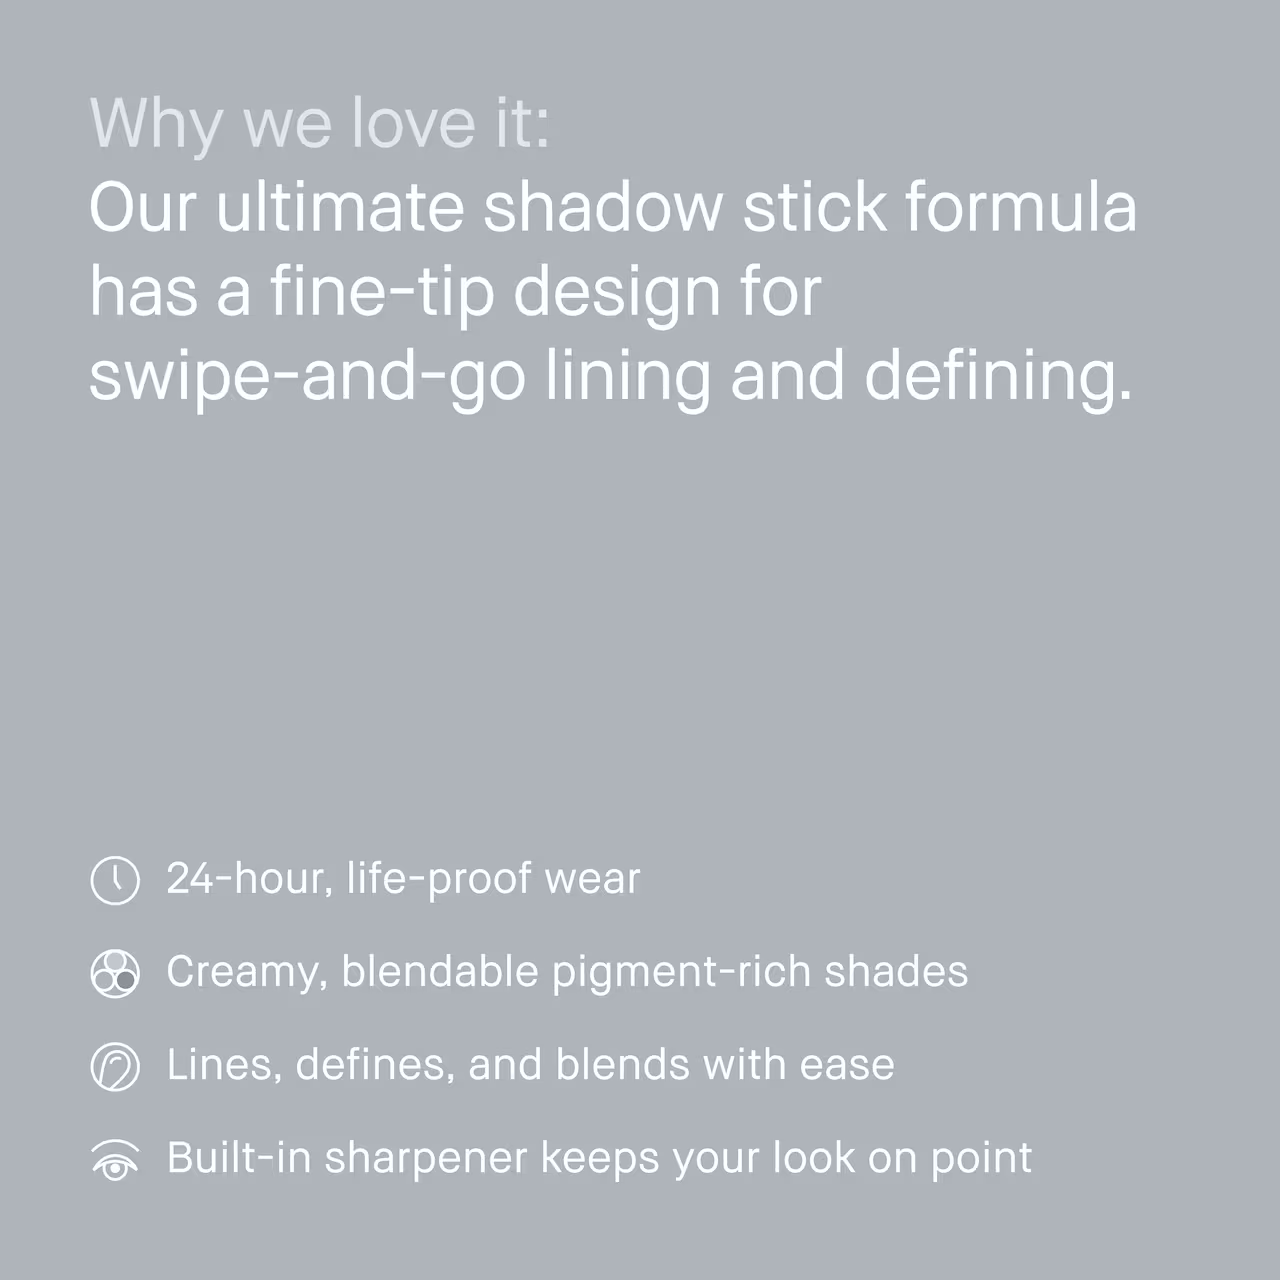 Why we love it:
Our ultimate shadow stick formula
has a fine-tip design for
swipe-and-go lining and defining.
24-hour, life-proof wear
Creamy, blendable pigment-rich shades
Lines, defines, and blends with ease
Built-in sharpener keeps your look on point